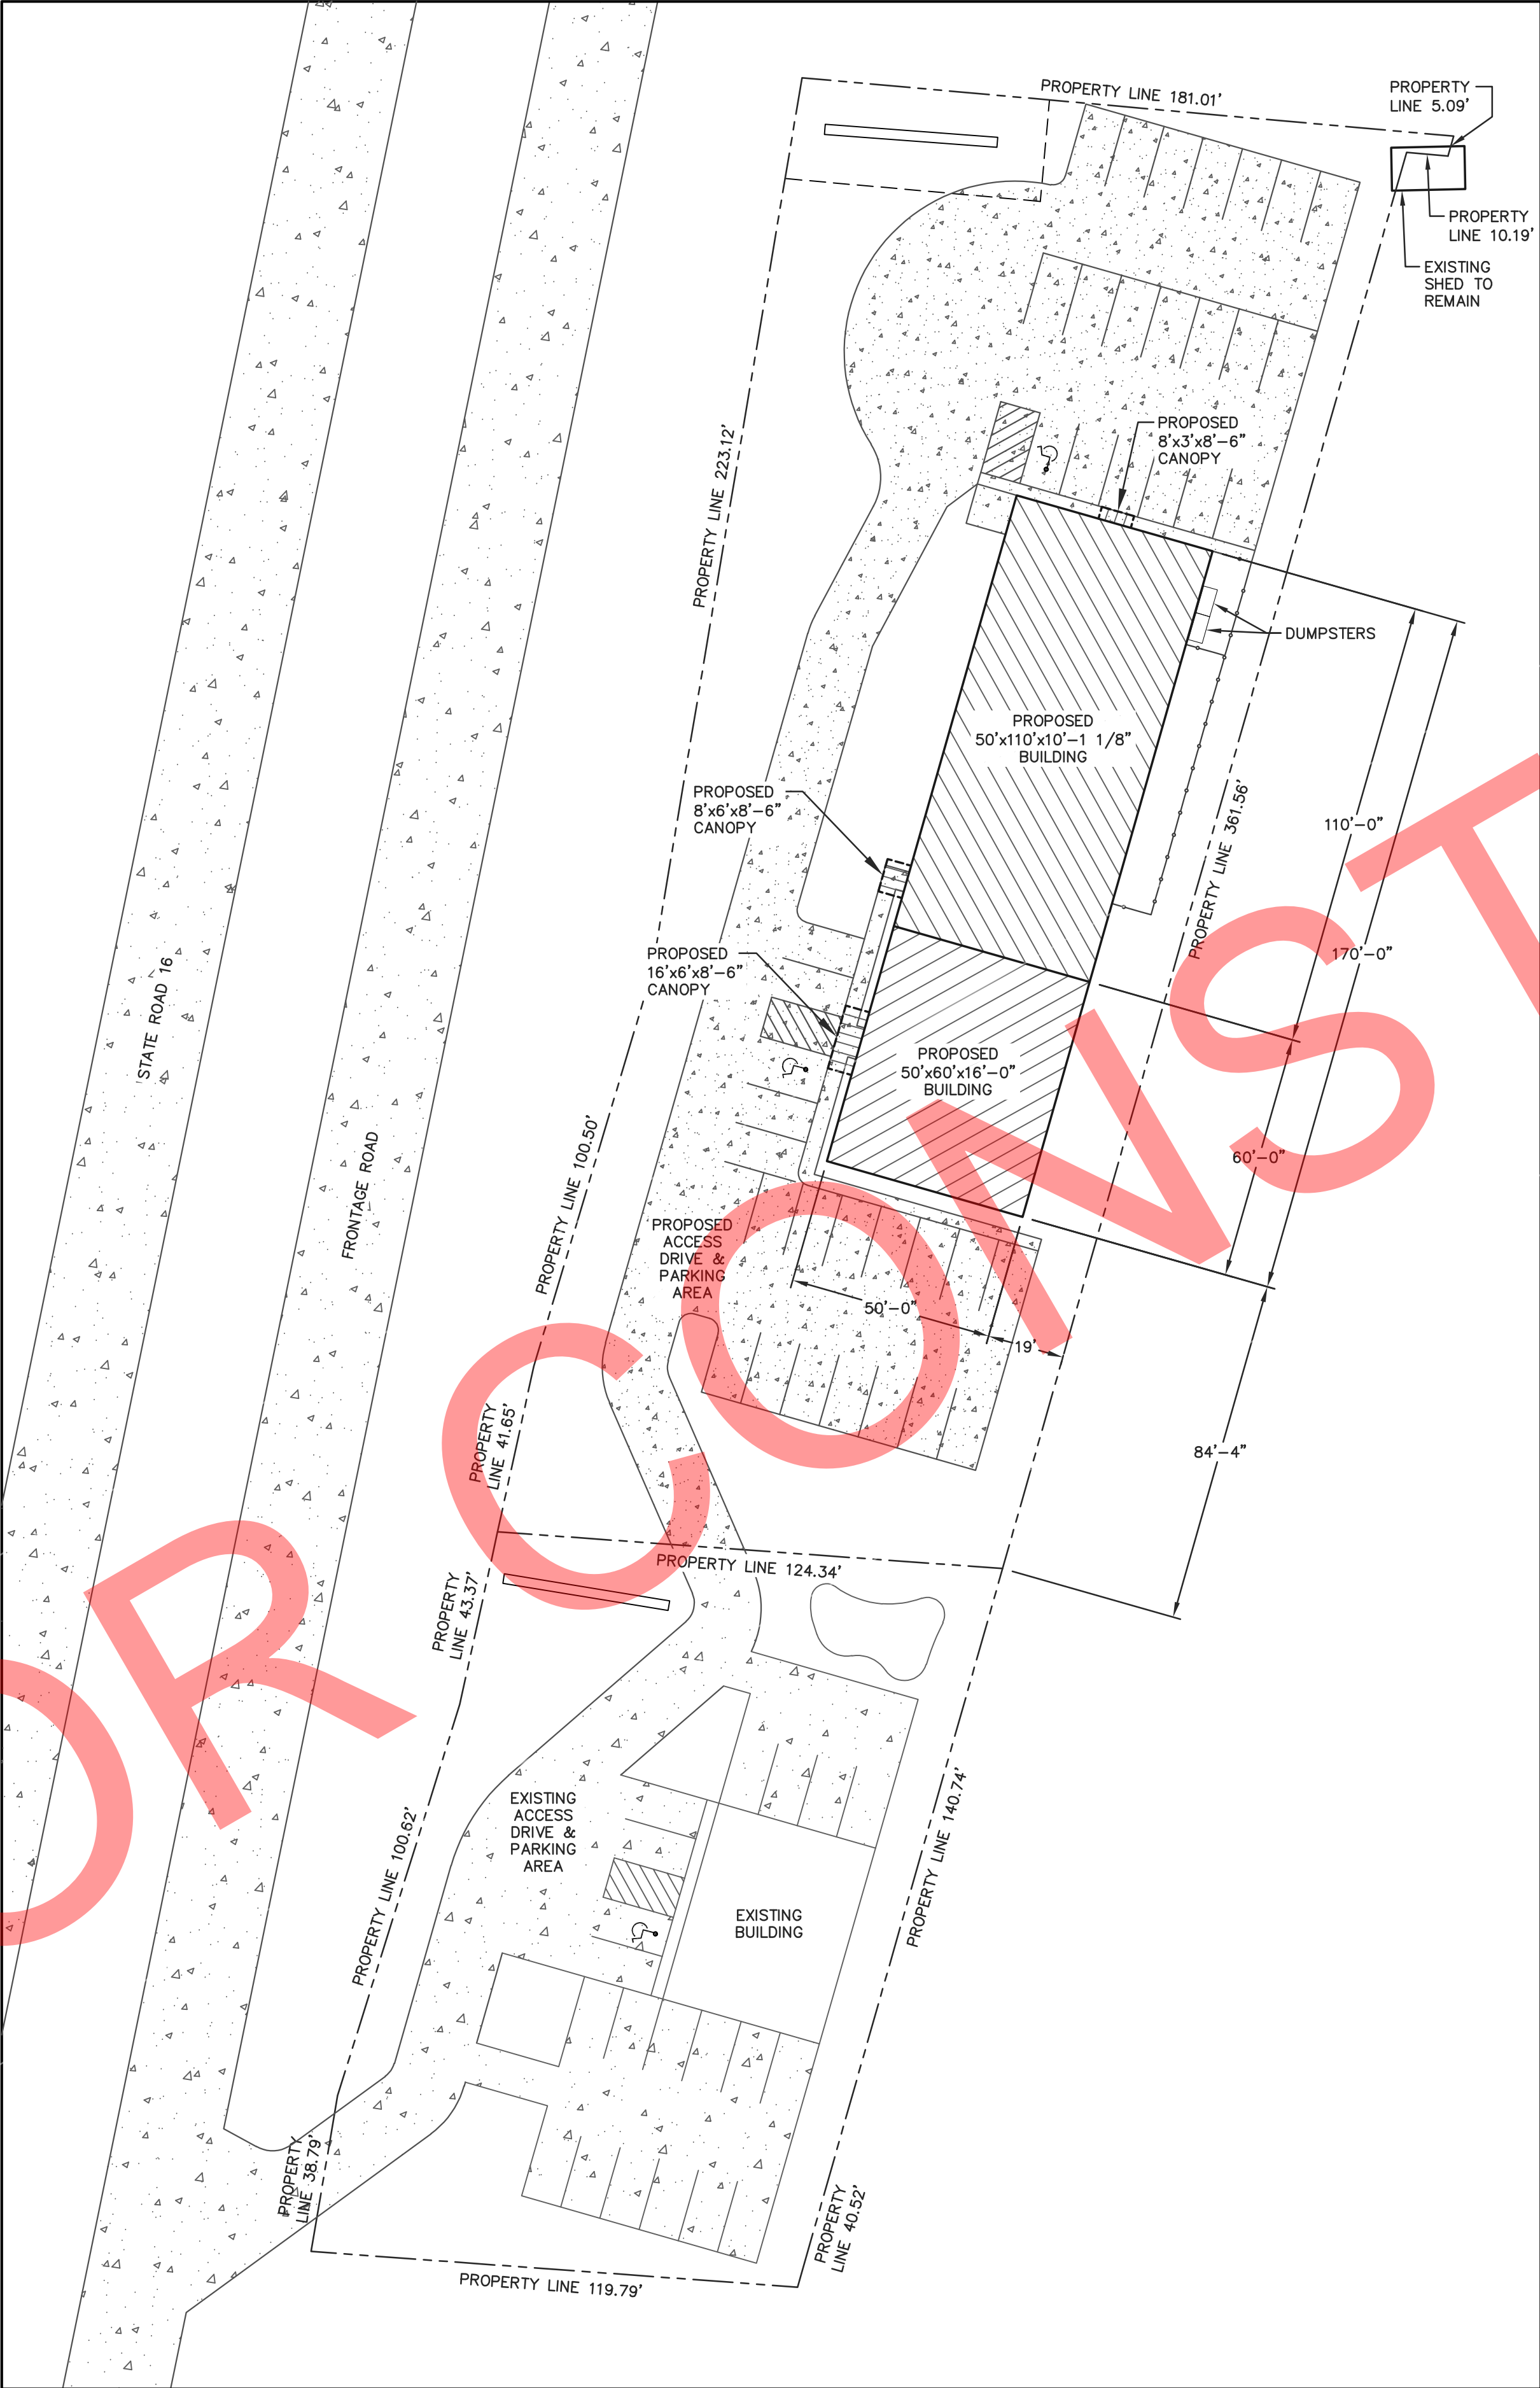 PROPERTY LINE 181.01'
PROPERTY
LINE 5.09'
PROPERTY
LINE 10.19'
EXISTING
SHED TO
REMAIN
PROPOSED
8'x3'x8'-6"
CANOPY
PROPERTY LINE 223.12'
DUMPSTERS
PROPOSED
50'x110'x10'-1 1/8"
BUILDING
PROPOSED
8'x6'x8'-6"
CANOPY
PROPERTY LINE 361.56'
110'-0"
170'-0"
PROPOSED
16'x6'x8'-6"
CANOPY
STATE ROAD 16
PROPOSED
50'x60'x16'-0"
BUILDING
60'-0"
PROPERTY LINE 100.50'
FRONTAGE ROAD
PROPOSED
ACCESS
DRIVE &
PARKING
AREA
50'-0"
19'
PROPERTY
LINE 41.65'
84'-4"
PROPERTY LINE 124.34'
PROPERTY
LINE 43.37'
OR CONST
PROPERTY LINE 140.74'
EXISTING
ACCESS
DRIVE &
PARKING
AREA
PROPERTY LINE 100.62'
EXISTING
BUILDING
PROPERTY
LINE 38.79'
PROPERTY
LINE 40.52'
PROPERTY LINE 119.79'